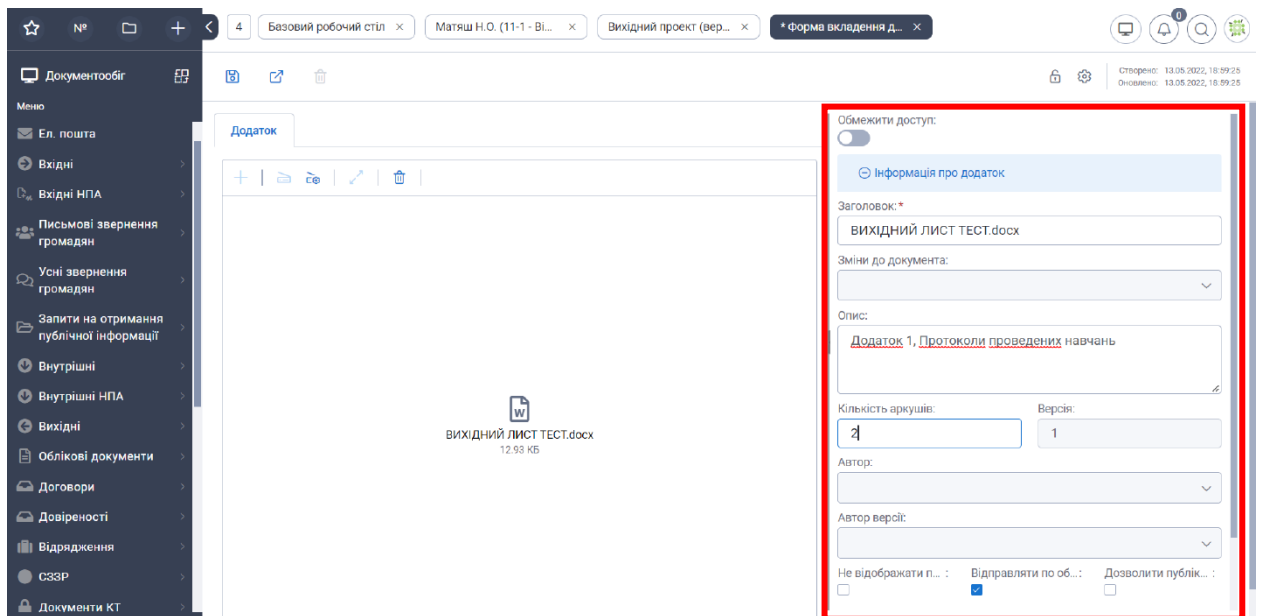 №
4
Базовий робочий стіл
Матяш Н.О. (11-1 - Ві...
Вихідний проект (вер...
* Форма вкладення д...
0
Документообіг
Створено: 13.05.2022, 18:59:25
Оновлено: 13.05.2022, 18:59:25
Меню
Ел. пошта
Вхідні
Вхідні НПА
Письмові звернення
громадян
Усні звернення
громадян
Запити на отримання
публічної інформації
Внутрішні
Внутрішні НПА
Вихідні
Облікові документи
Договори
Довіреності
Відрядження
СЗЗР
Документи КТ
Додаток
ВИХІДНИЙ ЛИСТ ТЕСТ.docx
12.93 КБ
Обмежити доступ:
Інформація про додаток
Заголовок:*
ВИХІДНИЙ ЛИСТ ТЕСТ.docx
Зміни до документа:
Опис:
Додаток 1, Протоколи проведених навчань
Кількість аркушів:
Версія:
2
1
Автор:
Автор версії:
Не відображати п... :
Відправляти по об...:
Дозволити публік... :